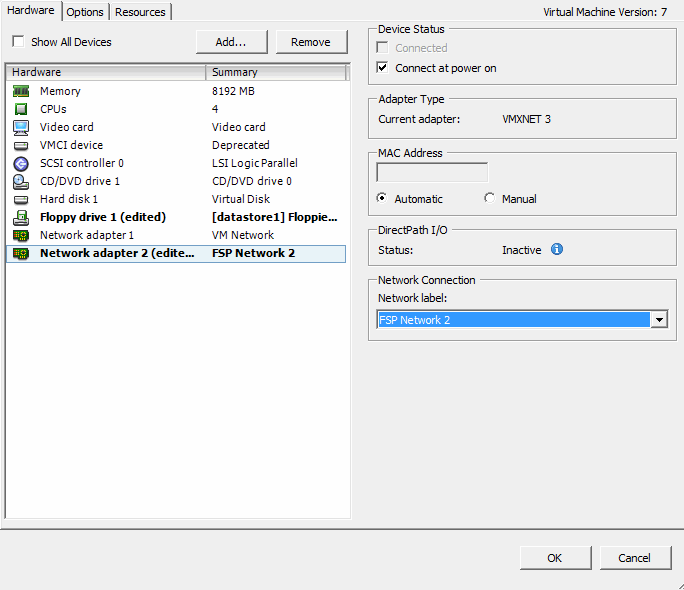 Hardware Options Resources Virtual Machine Version: 7
Show All Devices Add... Remove
Hardware Summary
Memory 8192 MB
CPUs 4
Video card Video card
VMCI device Deprecated
SCSI controller 0 LSI Logic Parallel
CD/DVD drive 1 CD/DVD drive 0
Hard disk 1 Virtual Disk
Floppy drive 1 (edited) [datastore1] Floppie...
Network adapter 1 VM Network
Network adapter 2 (edite... FSP Network 2
Device Status
Connected
Connect at power on
Adapter Type
Current adapter: VMXNET 3
MAC Address
Automatic Manual
DirectPath I/O
Status: Inactive
Network Connection
Network label:
FSP Network 2
OK Cancel